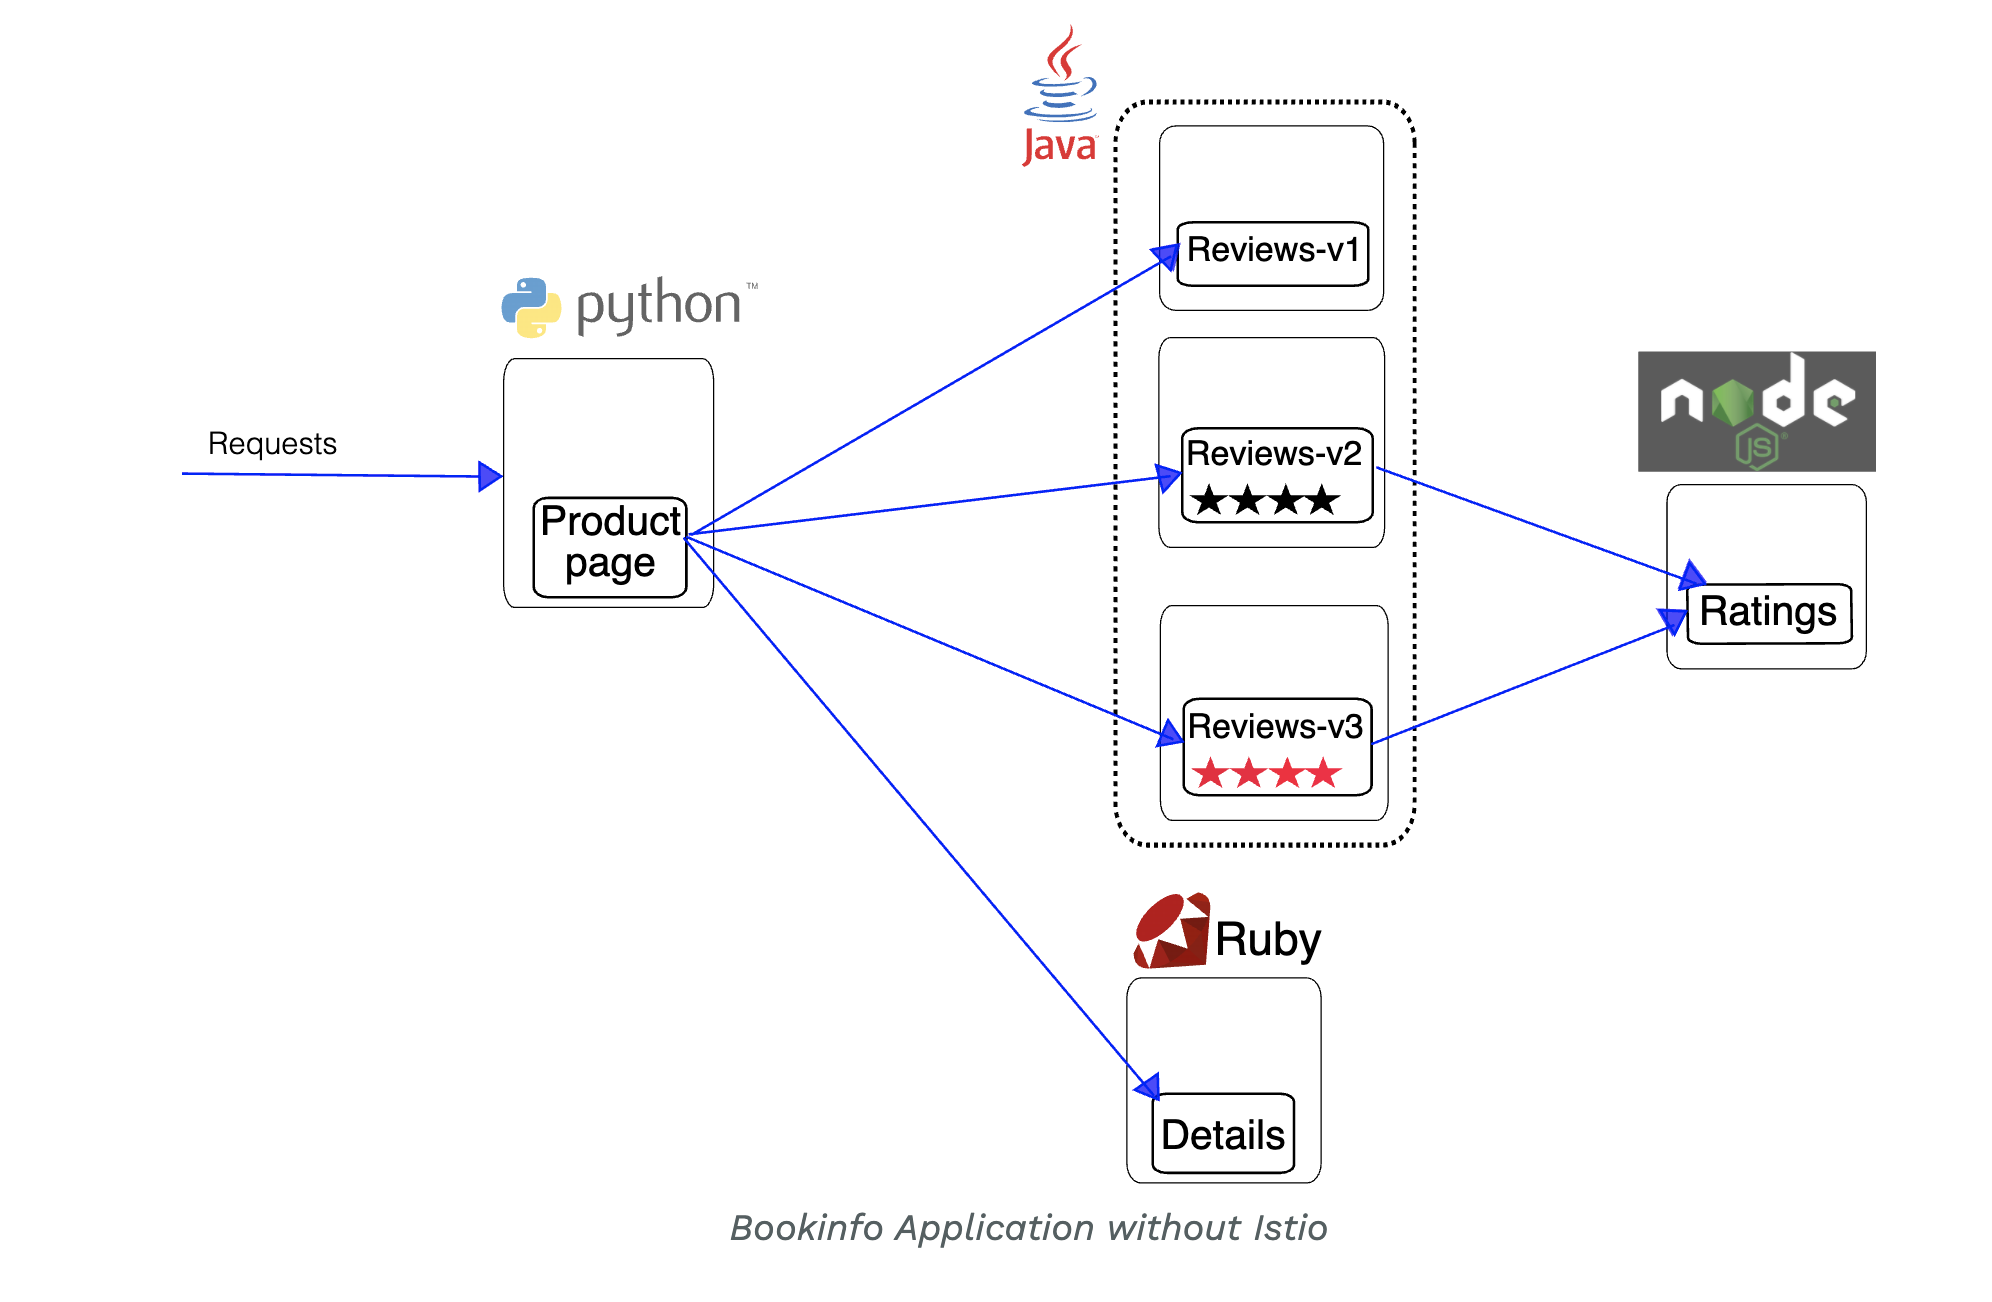 Java
Reviews-v1
python™
Requests
Product
page
Reviews-v2
node
JS®
Ratings
Reviews-v3
Ruby
Details
Bookinfo Application without Istio